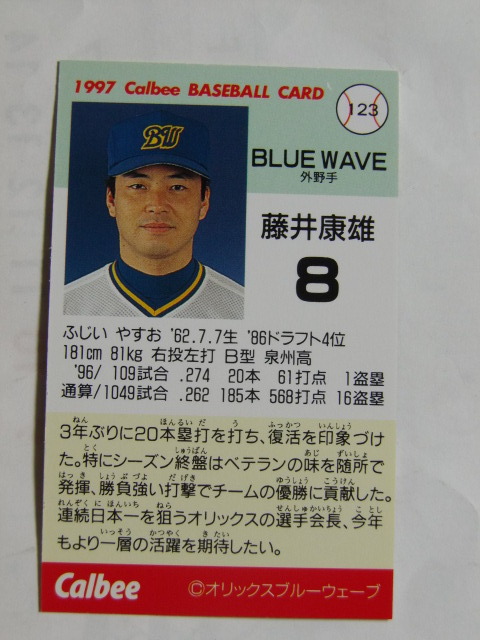 1997 Calbee BASEBALL CARD
123
BW
BLUE WAVE
外野手
藤井康雄
8
ふじい やすお '62.7.7生 '86ドラフト4位
181cm 81kg 右投左打 B型 泉州高
'96/ 109試合 .274 20本 61打点 1盗塁
通算/1049試合 .262 185本 568打点 16盗塁
3年ぶりに20本塁打を打ち、復活を印象づけ
た。特にシーズン終盤はベテランの味を随所で
発揮、勝負強い打撃でチームの優勝に貢献した。
連続日本一を狙うオリックスの選手会長、今年
もより一層の活躍を期待したい。
Calbee
©オリックスブルーウェーブ